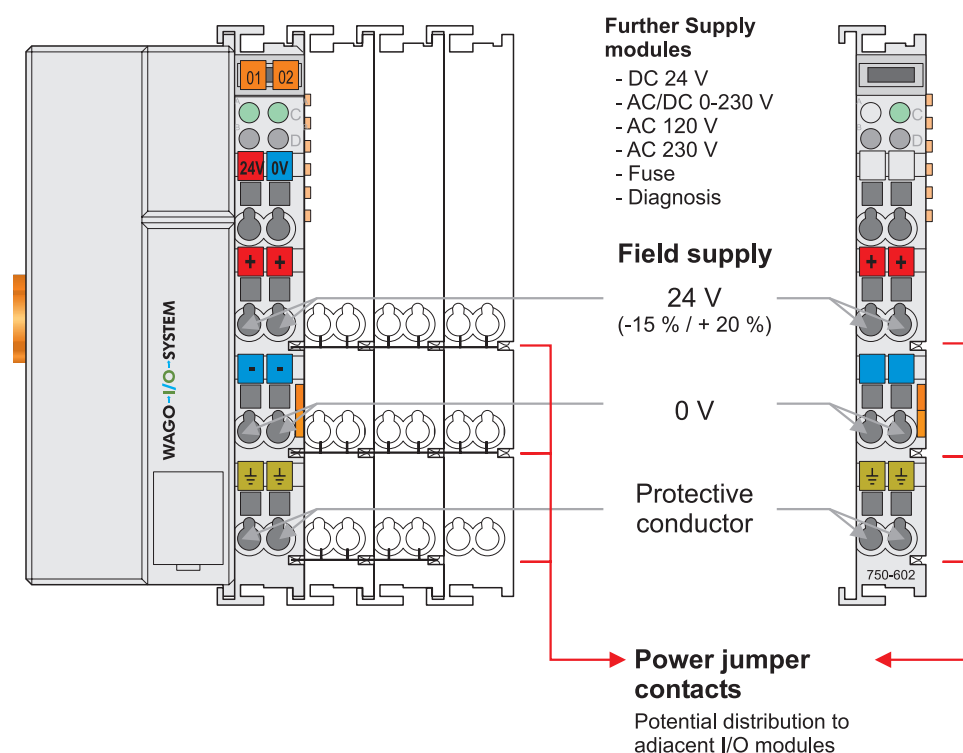 Further Supply
modules
- DC 24 V
- AC/DC 0-230 V
- AC 120 V
- AC 230 V
- Fuse
- Diagnosis
Field supply
24 V
(-15 % / + 20 %)
0 V
Protective
conductor
Power jumper
contacts
Potential distribution to
adjacent I/O modules
WAGO-I/O-SYSTEM
01 02
A C
B D
24V 0V
+ +
- -
A C
B D
+ +
750-602